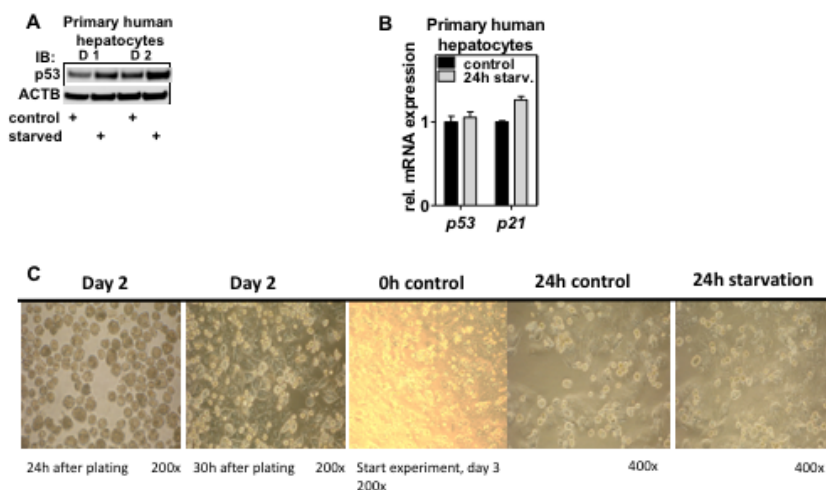 A
Primary human
hepatocytes
IB: D 1 D 2
p53
ACTB
control + +
starved + +
B
Primary human
hepatocytes
control
24h starv.
rel. mRNA expression
1
0
p53 p21
C
Day 2 Day 2 0h control 24h control 24h starvation
24h after plating 200x 30h after plating 200x Start experiment, day 3 400x 400x
200x